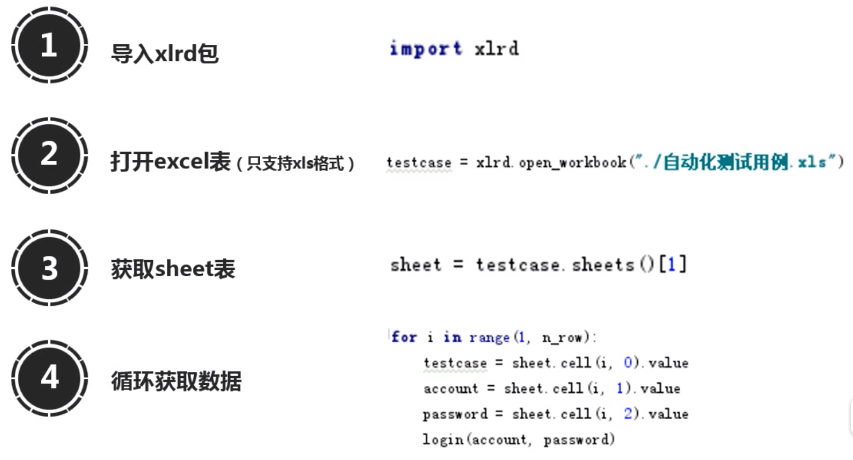 1
导入xlrd包
import xlrd
2
打开excel表（只支持xls格式）
testcase = xlrd.open_workbook("./自动化测试用例.xls")
3
获取sheet表
sheet = testcase.sheets()[1]
4
循环获取数据
for i in range(1, n_row):
    testcase = sheet.cell(i, 0).value
    account = sheet.cell(i, 1).value
    password = sheet.cell(i, 2).value
    login(account, password)